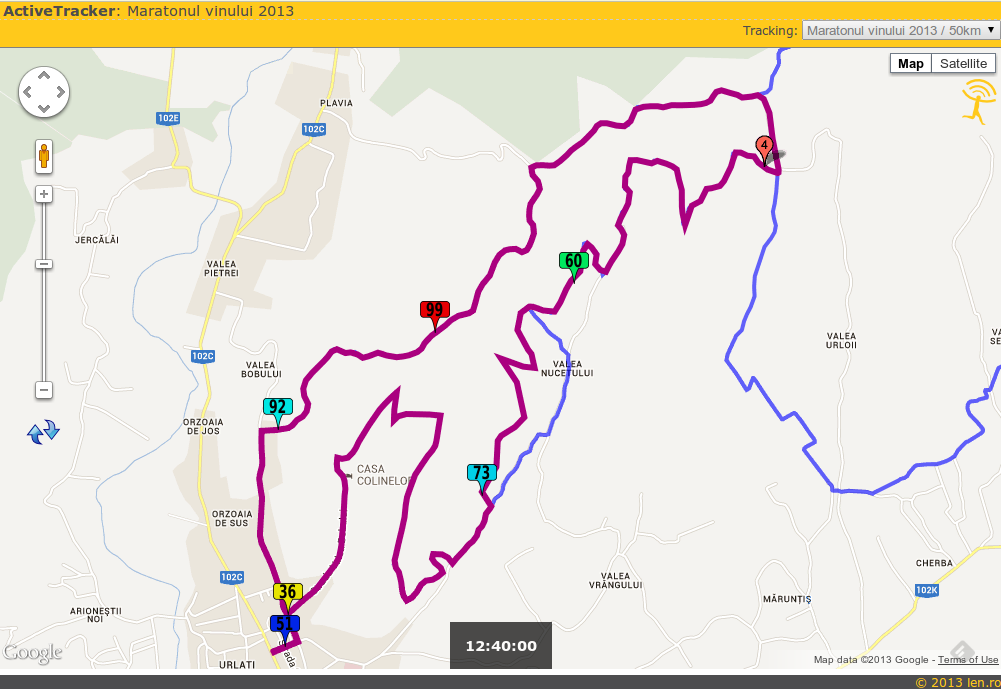 ActiveTracker: Maratonul vinului 2013
Tracking: Maratonul vinului 2013 / 50km
Map Satellite
PLAVIA
102E
102C
4
JERCĂLĂI
VALEA
PIETREI
60
99
VALEA
URLOII
102C
VALEA
BOBULUI
VALEA
NUCETULUI
92
ORZOAIA
DE JOS
73
CASA
COLINELOR
ORZOAIA
DE SUS
CHERBA
102C
VALEA
VRÂNGULUI
102K
36
MĂRUNȚIȘ
ARIONEȘTII
NOI
51
12:40:00
Google
URLAȚI
Map data ©2013 Google - Terms of Use
© 2013 len.ro